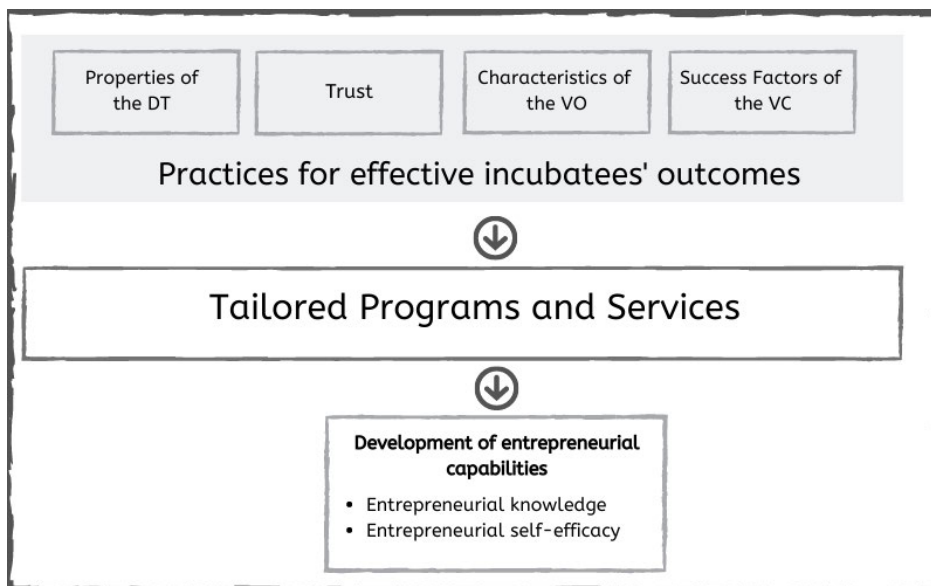 Properties of
the DT
Trust
Characteristics of
the VO
Success Factors of
the VC
Practices for effective incubatees' outcomes
Tailored Programs and Services
Development of entrepreneurial
capabilities
• Entrepreneurial knowledge
• Entrepreneurial self-efficacy